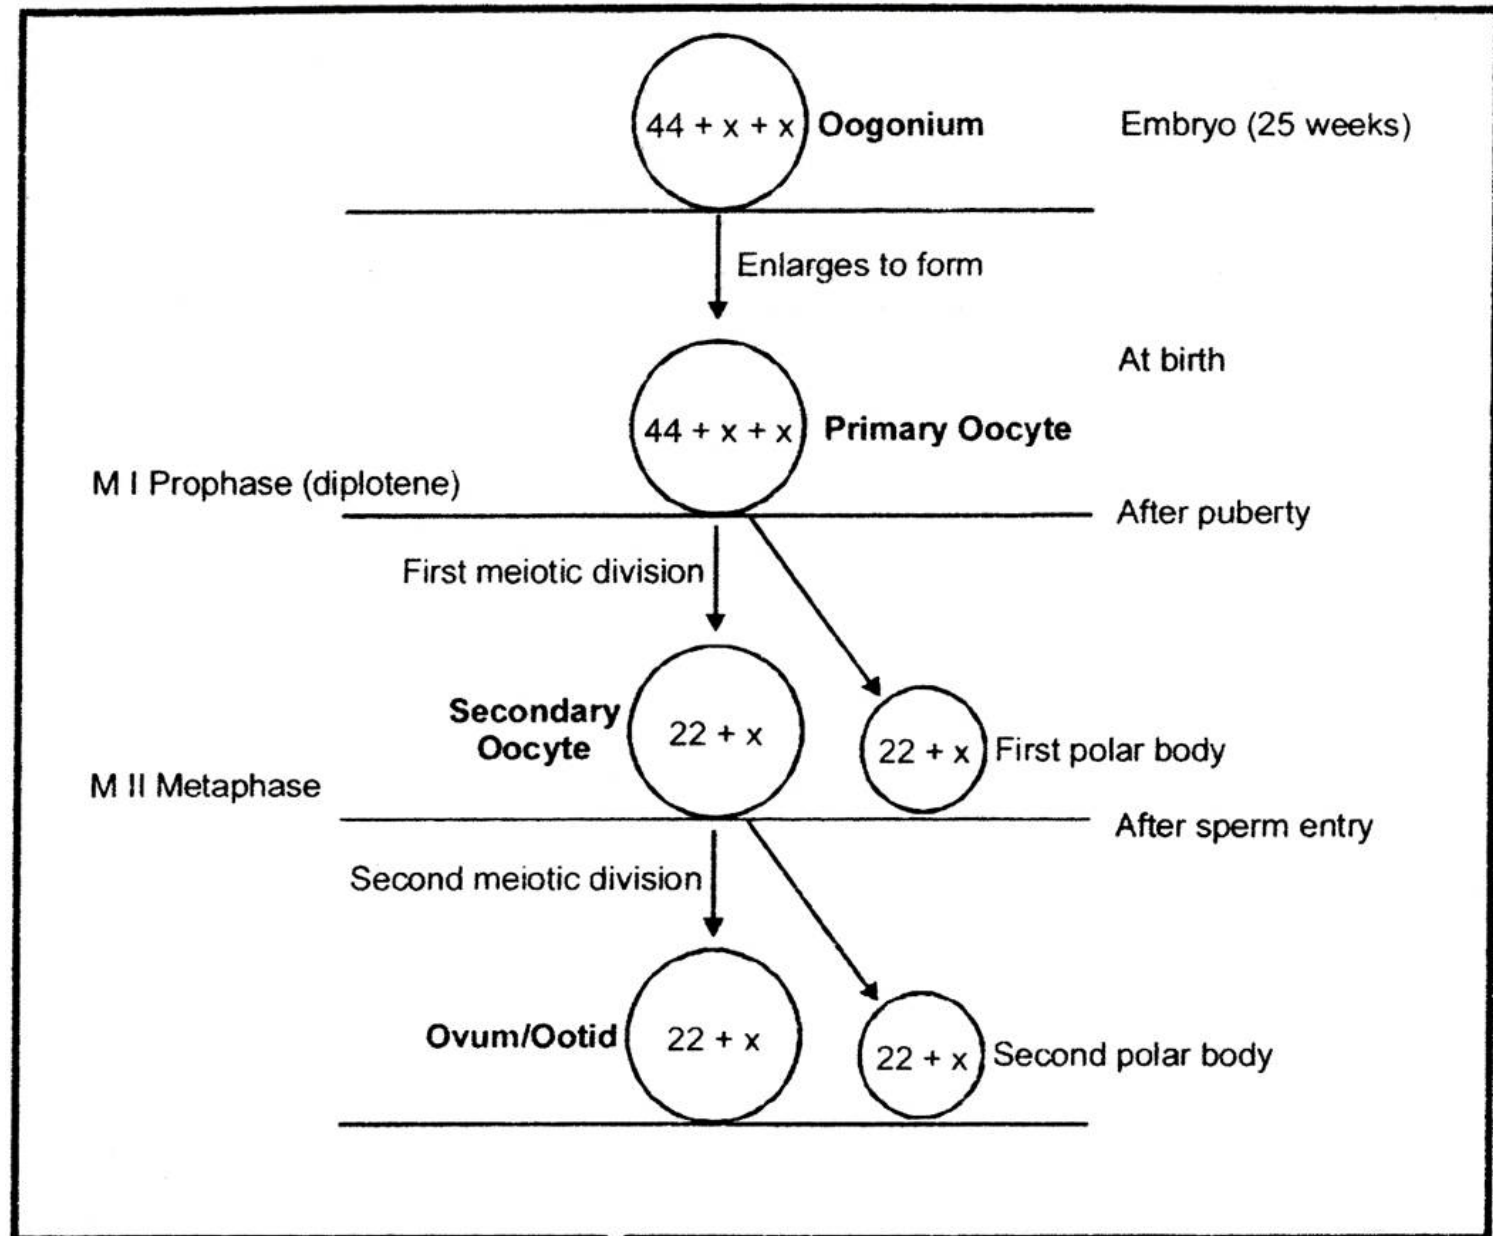 44 + x + x Oogonium Embryo (25 weeks)
Enlarges to form
At birth
44 + x + x Primary Oocyte
M I Prophase (diplotene)
After puberty
First meiotic division
Secondary
Oocyte
22 + x
22 + x First polar body
M II Metaphase
After sperm entry
Second meiotic division
Ovum/Ootid 22 + x
22 + x Second polar body